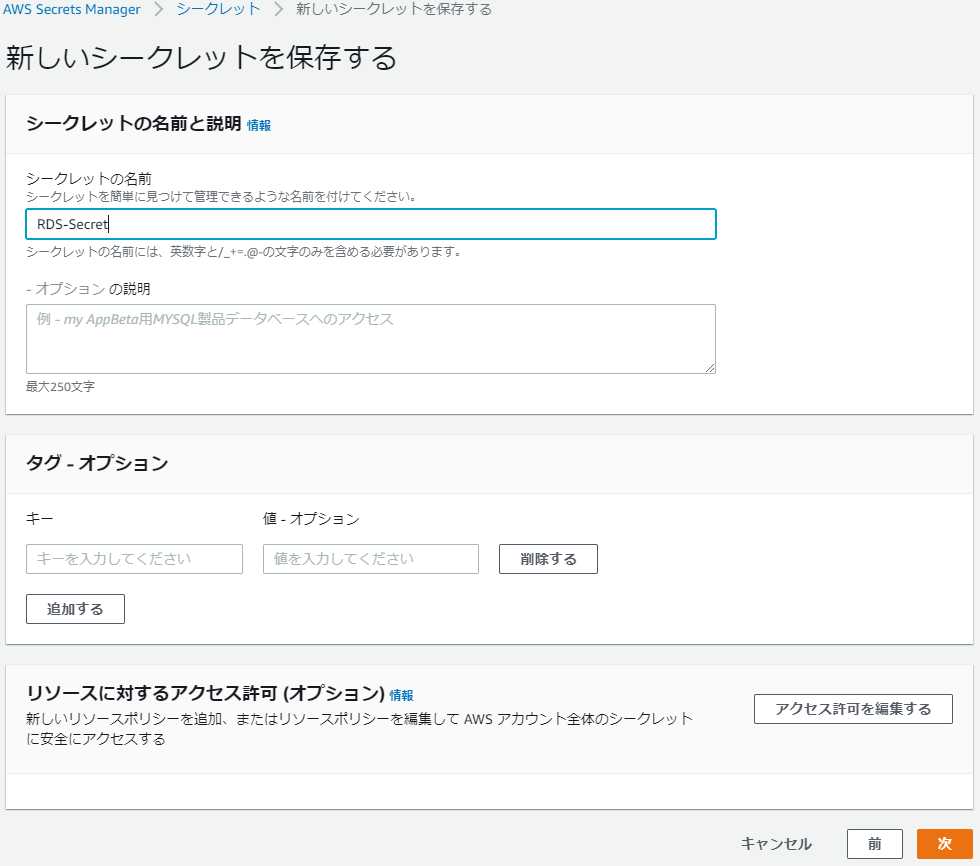 AWS Secrets Manager > シークレット > 新しいシークレットを保存する
新しいシークレットを保存する
シークレットの名前と説明 情報
シークレットの名前
シークレットを簡単に見つけて管理できるような名前を付けてください。
RDS-Secret
シークレットの名前には、英数字と/_+=.@-の文字のみを含める必要があります。
- オプション の説明
例 - my AppBeta用MYSQL製品データベースへのアクセス
最大250文字
タグ - オプション
キー 値 - オプション
キーを入力してください 値を入力してください 削除する
追加する
リソースに対するアクセス許可 (オプション) 情報
アクセス許可を編集する
新しいリソースポリシーを追加、またはリソースポリシーを編集して AWS アカウント全体のシークレット
に安全にアクセスする
キャンセル 前 次